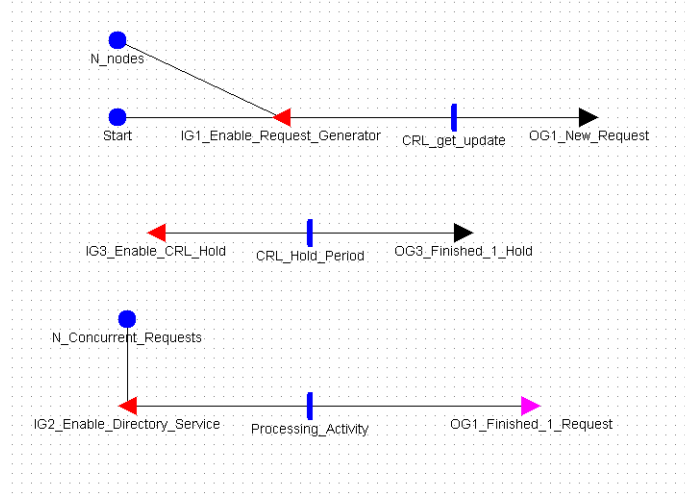 N_nodes
Start
IG1_Enable_Request_Generator
CRL_get_update
OG1_New_Request
IG3_Enable_CRL_Hold
CRL_Hold_Period
OG3_Finished_1_Hold
N_Concurrent_Requests
IG2_Enable_Directory_Service
Processing_Activity
OG1_Finished_1_Request